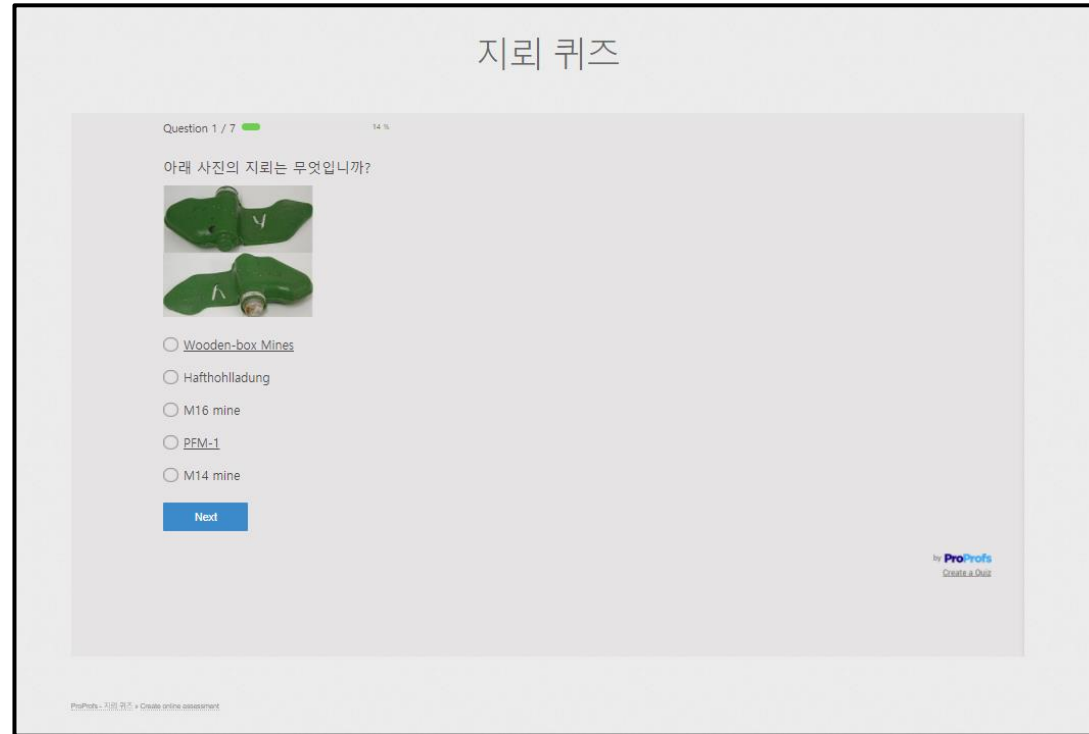 지뢰 퀴즈
Question 1 / 7
14 %
아래 사진의 지뢰는 무엇입니까?
Wooden-box Mines
Hafthohlladung
M16 mine
PFM-1
M14 mine
Next
by ProProfs
Create a Quiz
ProProfs - 지뢰 퀴즈 » Create online assessment